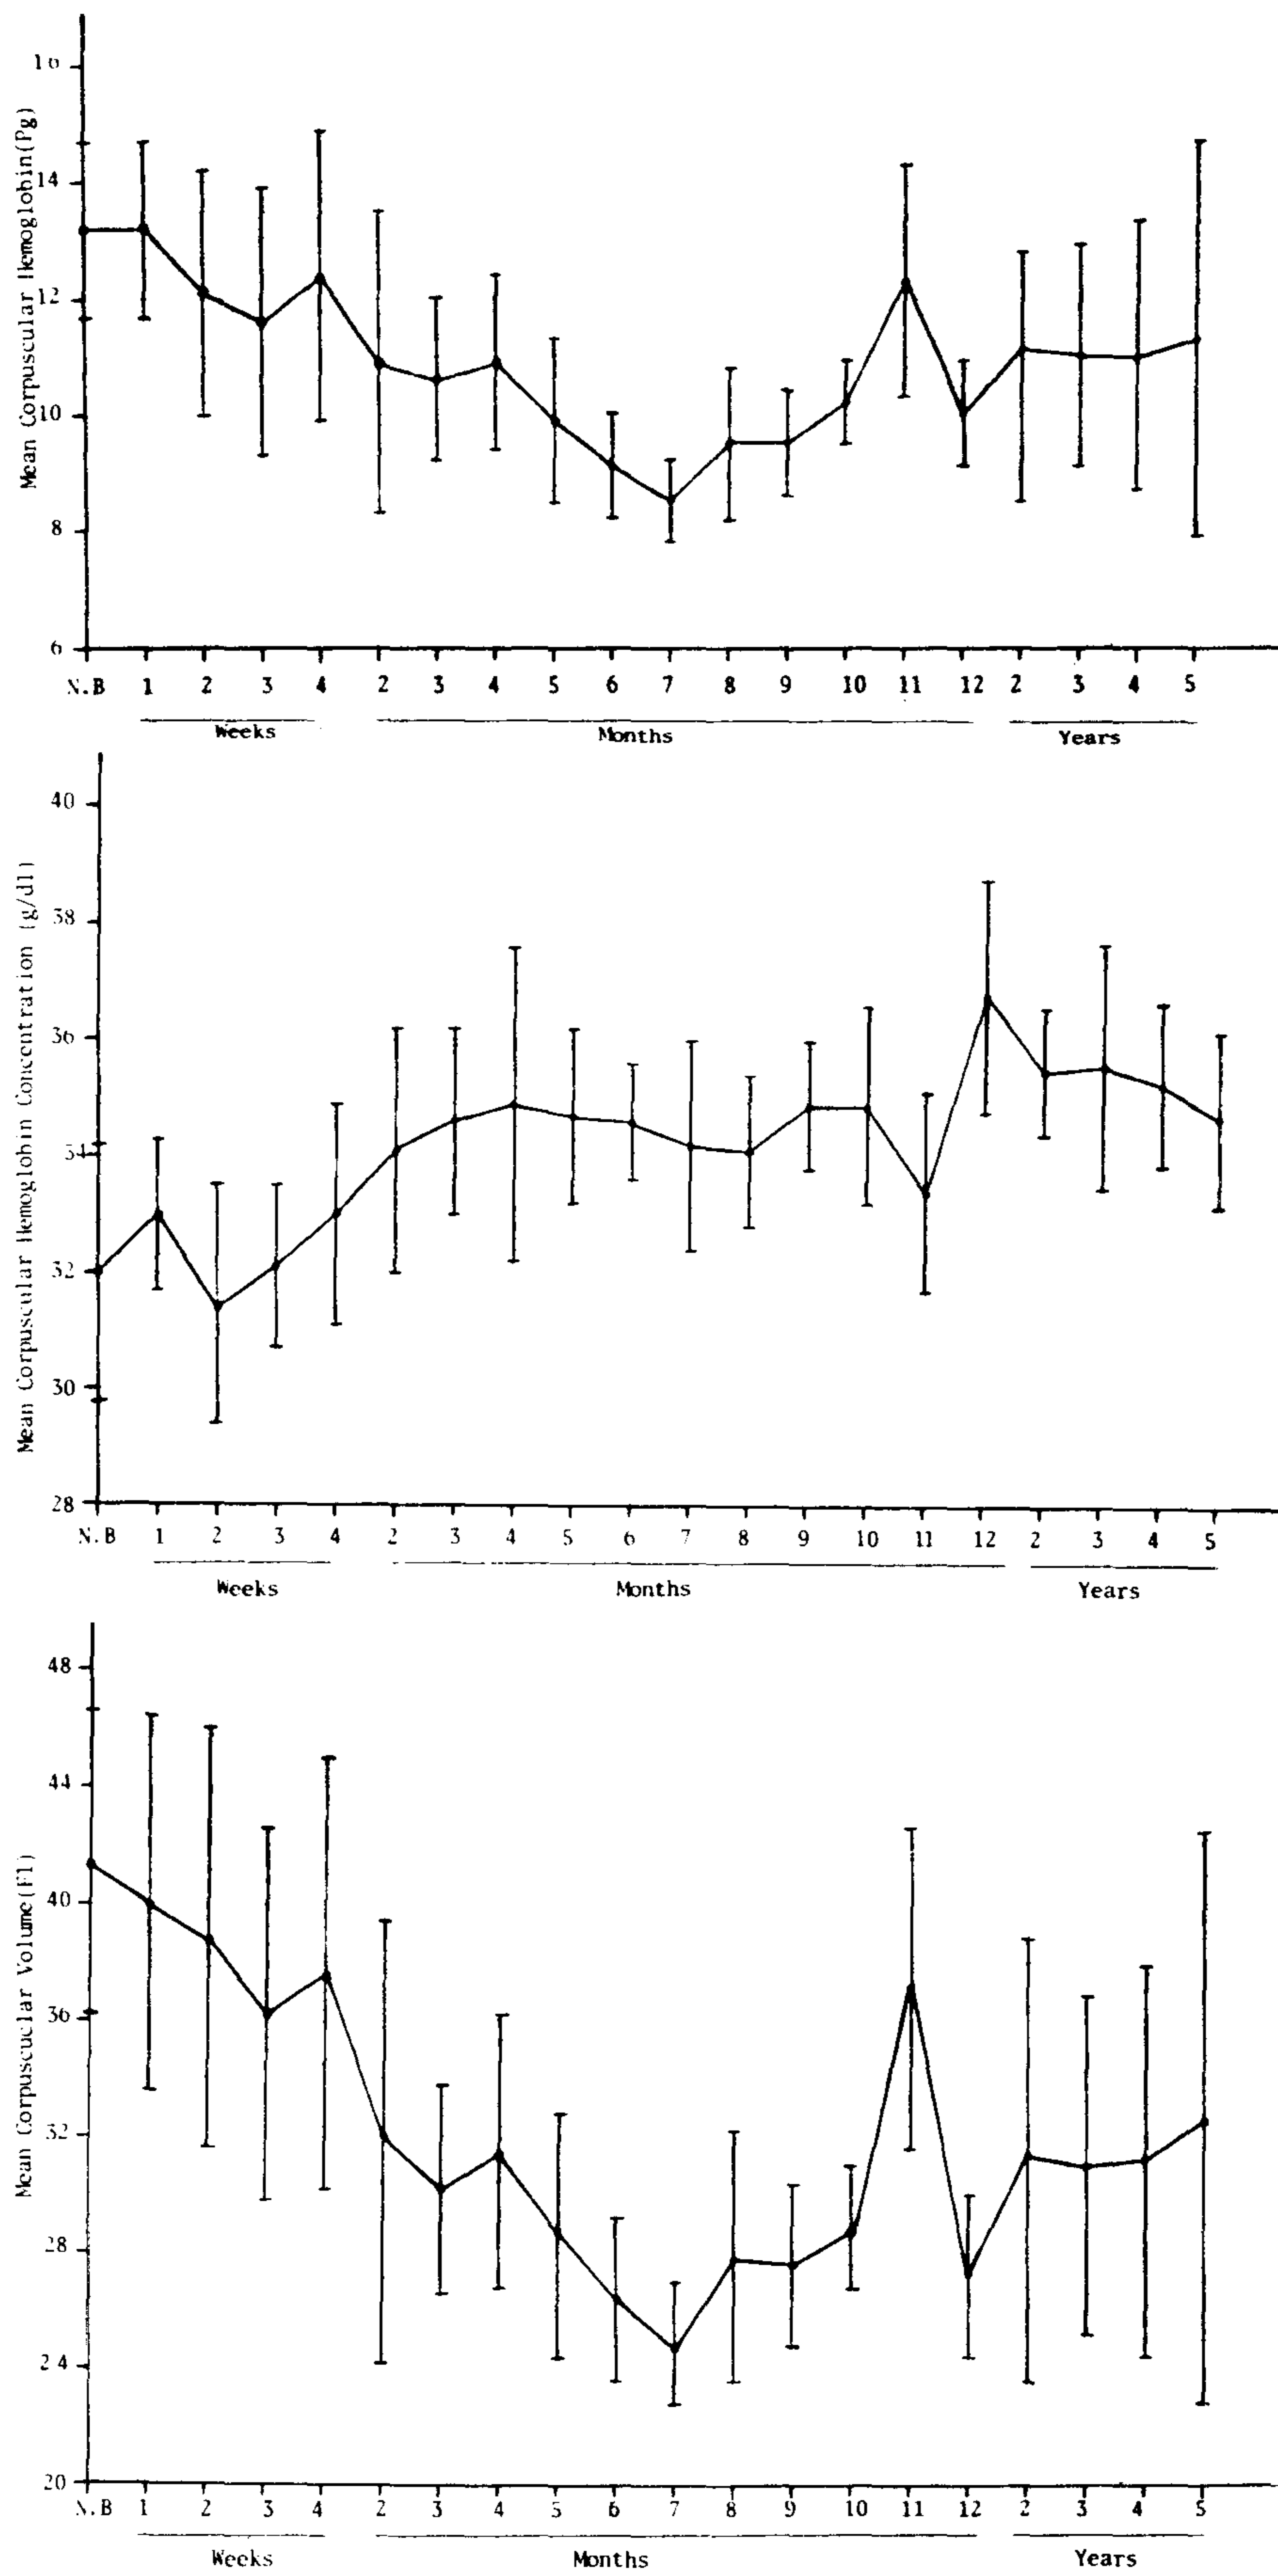 Mean Corpuscular Hemoglobin(Pg)
16
14
12
10
8
6
N.B 1 2 3 4 2 3 4 5 6 7 8 9 10 11 12 2 3 4 5
Weeks Months Years
Mean Corpuscular Hemoglobin Concentration (g/dl)
40
38
36
34
32
30
28
N.B 1 2 3 4 2 3 4 5 6 7 8 9 10 11 12 2 3 4 5
Weeks Months Years
Mean Corpuscuclar Volume(Fl)
48
44
40
36
32
28
24
20
N.B 1 2 3 4 2 3 4 5 6 7 8 9 10 11 12 2 3 4 5
Weeks Months Years